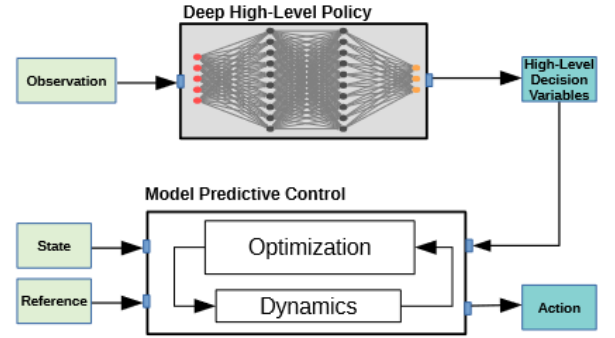 Deep High-Level Policy
Observation
High-Level
Decision
Variables
Model Predictive Control
State
Optimization
Reference
Dynamics
Action